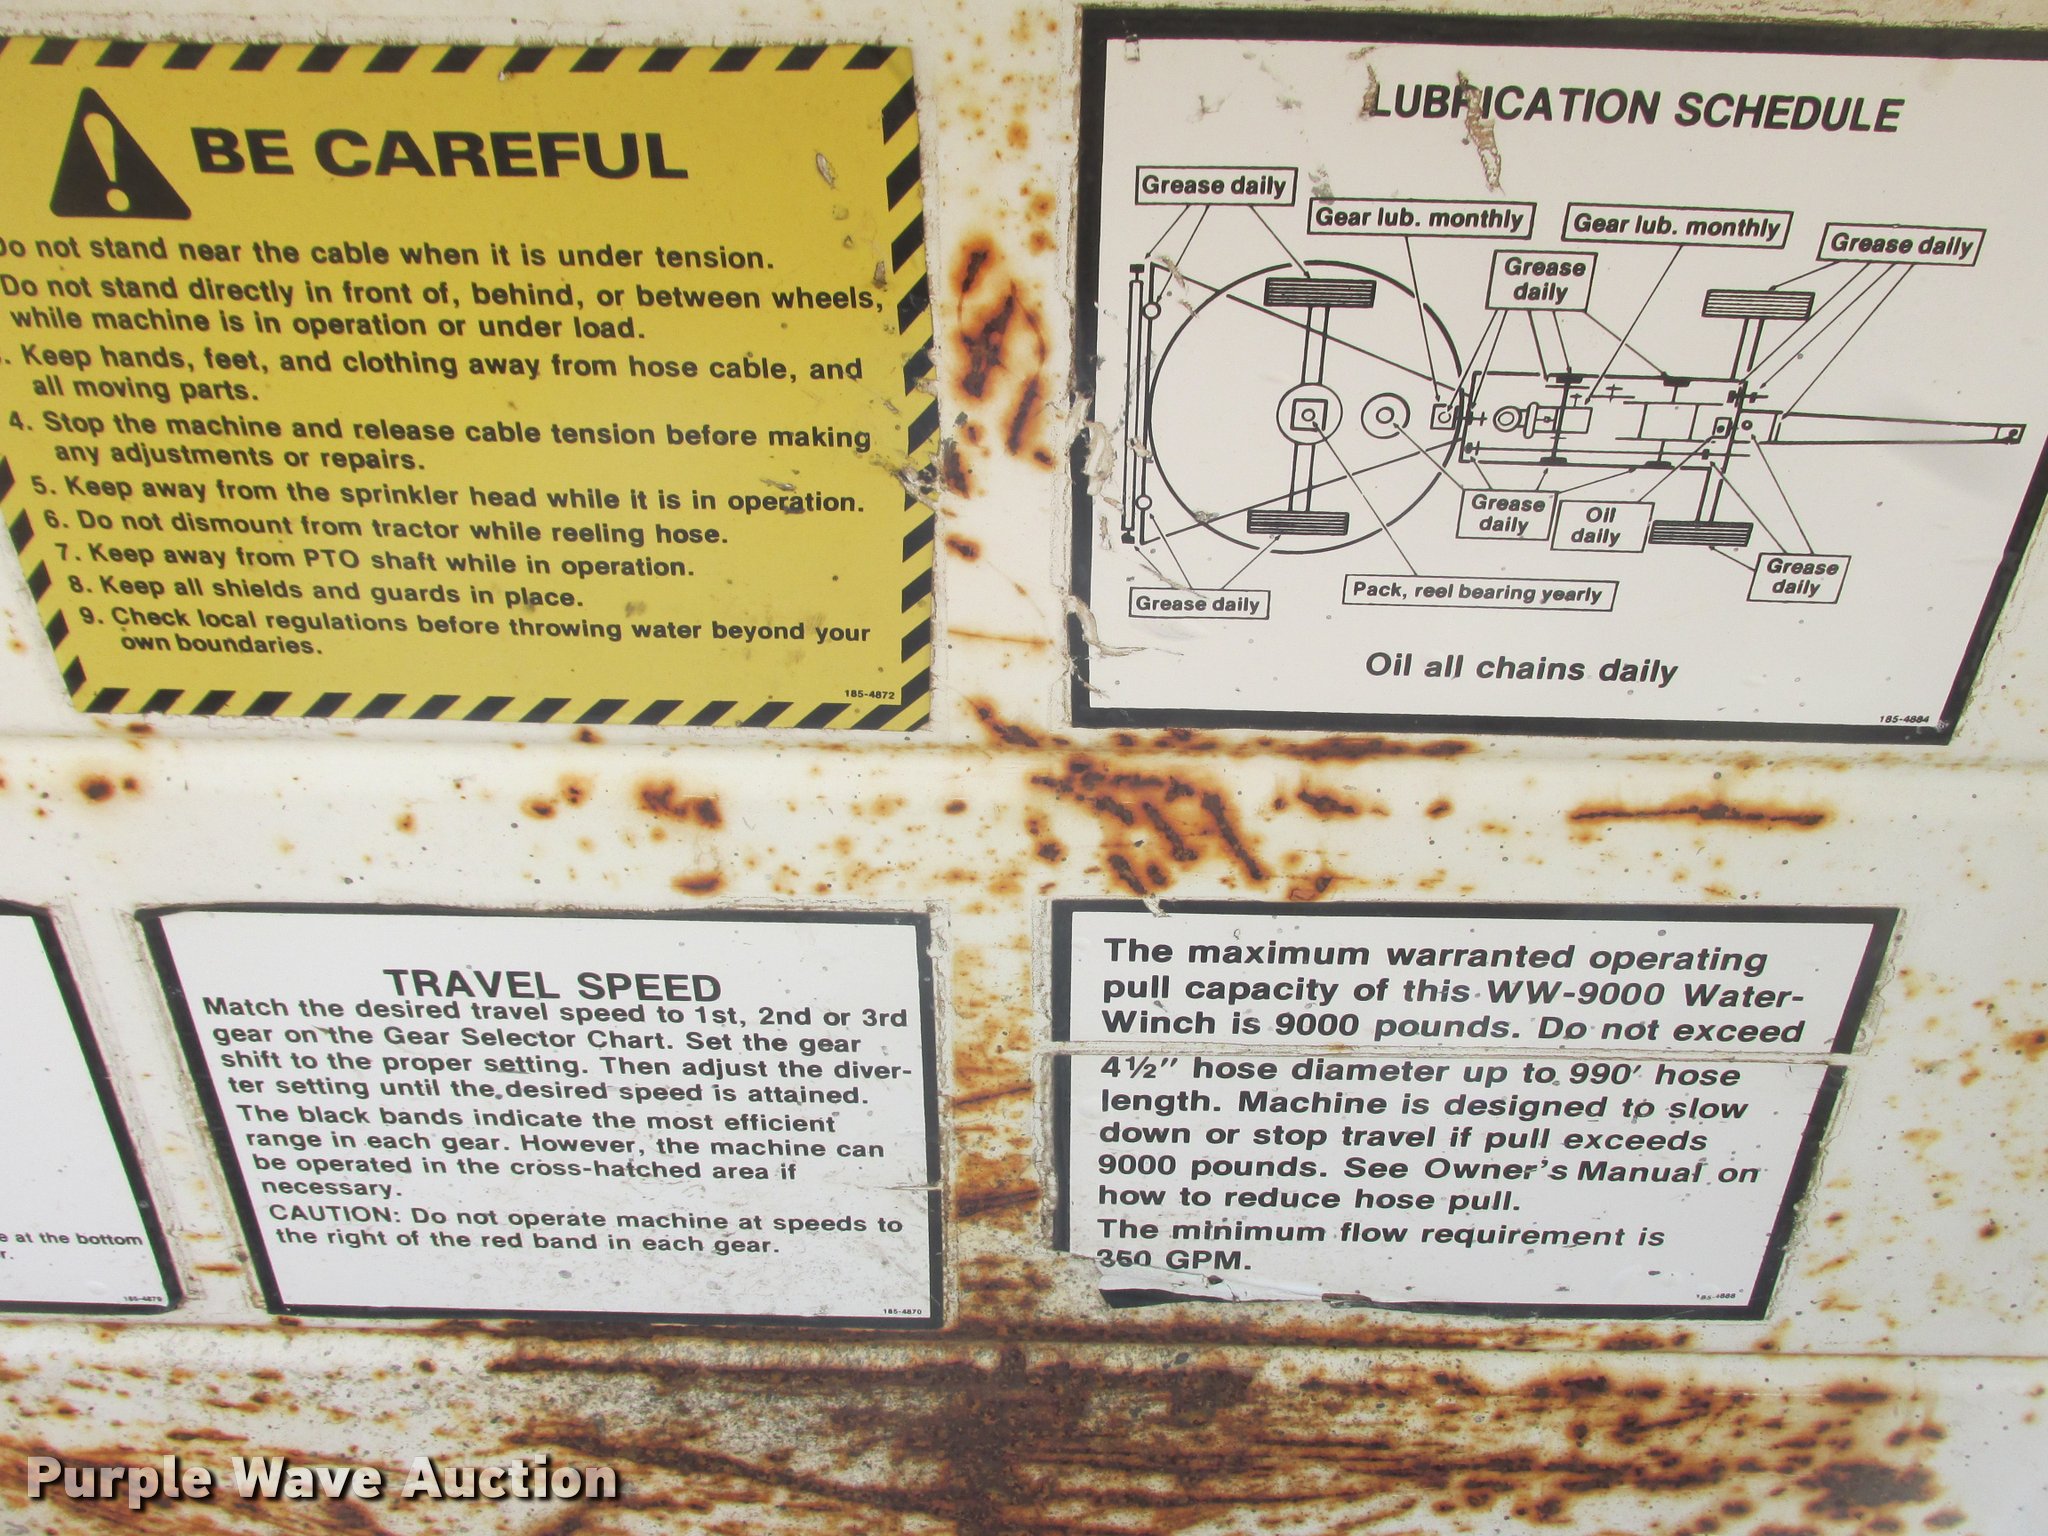 BE CAREFUL
Do not stand near the cable when it is under tension.
Do not stand directly in front of, behind, or between wheels,
while machine is in operation or under load.
. Keep hands, feet, and clothing away from hose cable, and
all moving parts.
4. Stop the machine and release cable tension before making
any adjustments or repairs.
5. Keep away from the sprinkler head while it is in operation.
6. Do not dismount from tractor while reeling hose.
7. Keep away from PTO shaft while in operation.
8. Keep all shields and guards in place.
9. Check local regulations before throwing water beyond your
own boundaries.
185-4872
LUBRICATION SCHEDULE
Grease daily
Gear lub. monthly
Gear lub. monthly
Grease daily
Grease
daily
Grease
daily
Oil
daily
Grease
daily
Pack, reel bearing yearly
Grease daily
Oil all chains daily
185-4884
e at the bottom
r.
185-4879
TRAVEL SPEED
Match the desired travel speed to 1st, 2nd or 3rd
gear on the Gear Selector Chart. Set the gear
shift to the proper setting. Then adjust the diver-
ter setting until the desired speed is attained.
The black bands indicate the most efficient
range in each gear. However, the machine can
be operated in the cross-hatched area if
necessary.
CAUTION: Do not operate machine at speeds to
the right of the red band in each gear.
185-4870
The maximum warranted operating
pull capacity of this WW-9000 Water-
Winch is 9000 pounds. Do not exceed
4½" hose diameter up to 990' hose
length. Machine is designed to slow
down or stop travel if pull exceeds
9000 pounds. See Owner's Manual on
how to reduce hose pull.
The minimum flow requirement is
350 GPM.
185-4888
Purple Wave Auction